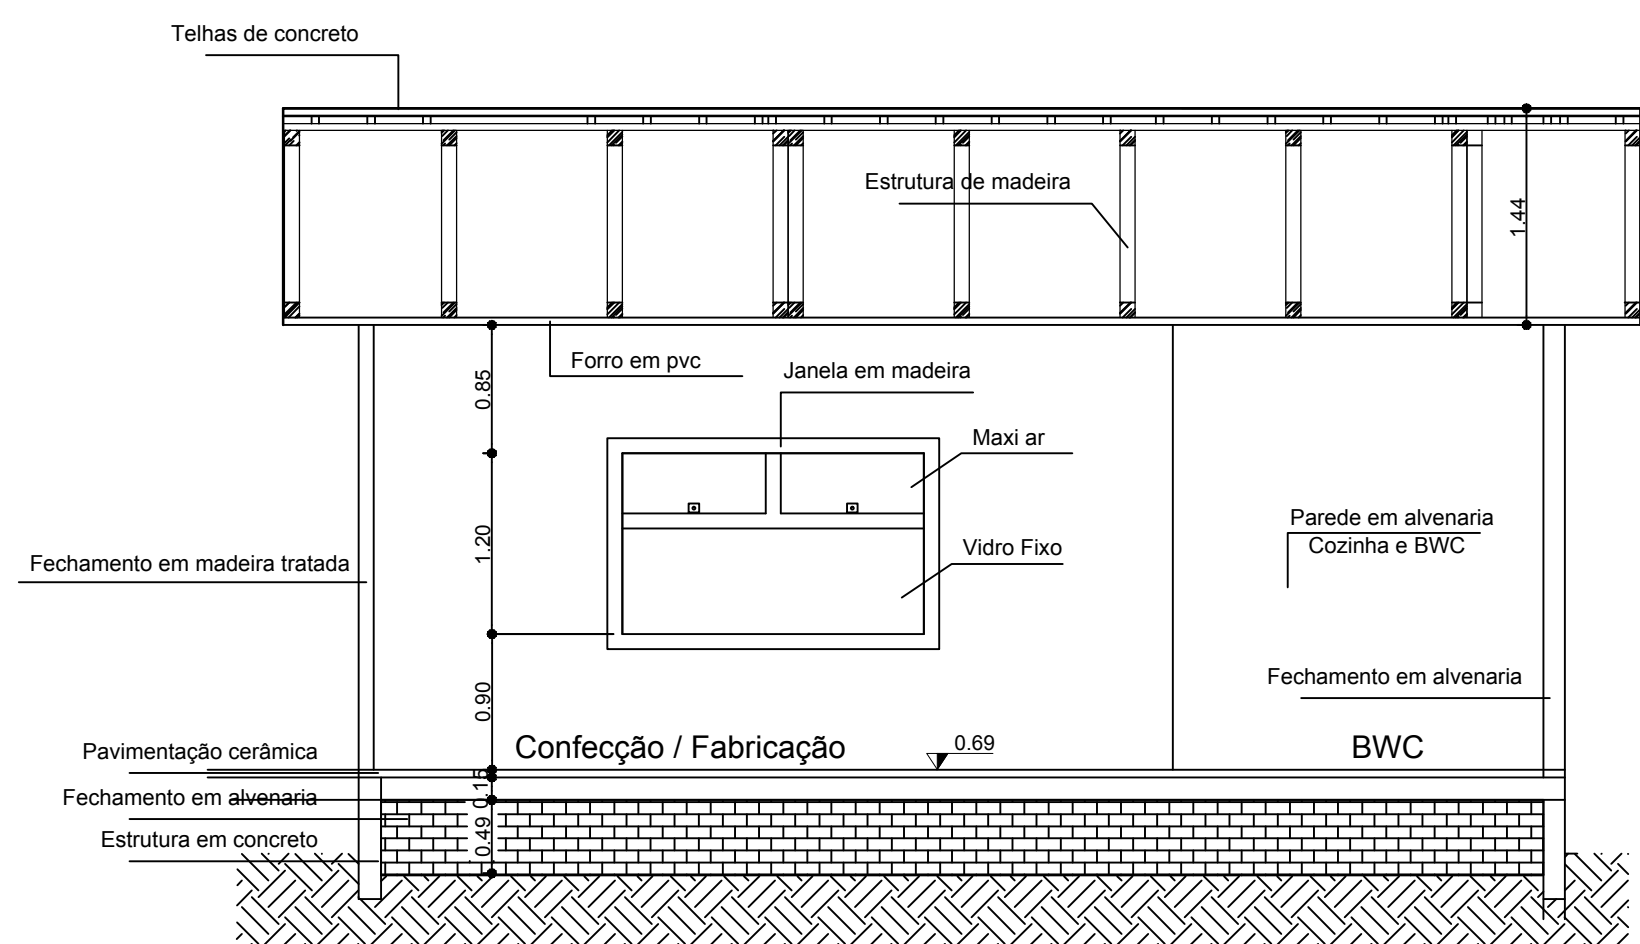 Telhas de concreto
Estrutura de madeira
1.44
Forro em pvc
Janela em madeira
0.85
Maxi ar
Parede em alvenaria
Cozinha e BWC
1.20
Vidro Fixo
Fechamento em madeira tratada
Fechamento em alvenaria
0.90
Confecção / Fabricação
0.69
BWC
Pavimentação cerâmica
0.15
Fechamento em alvenaria
Estrutura em concreto
0.49